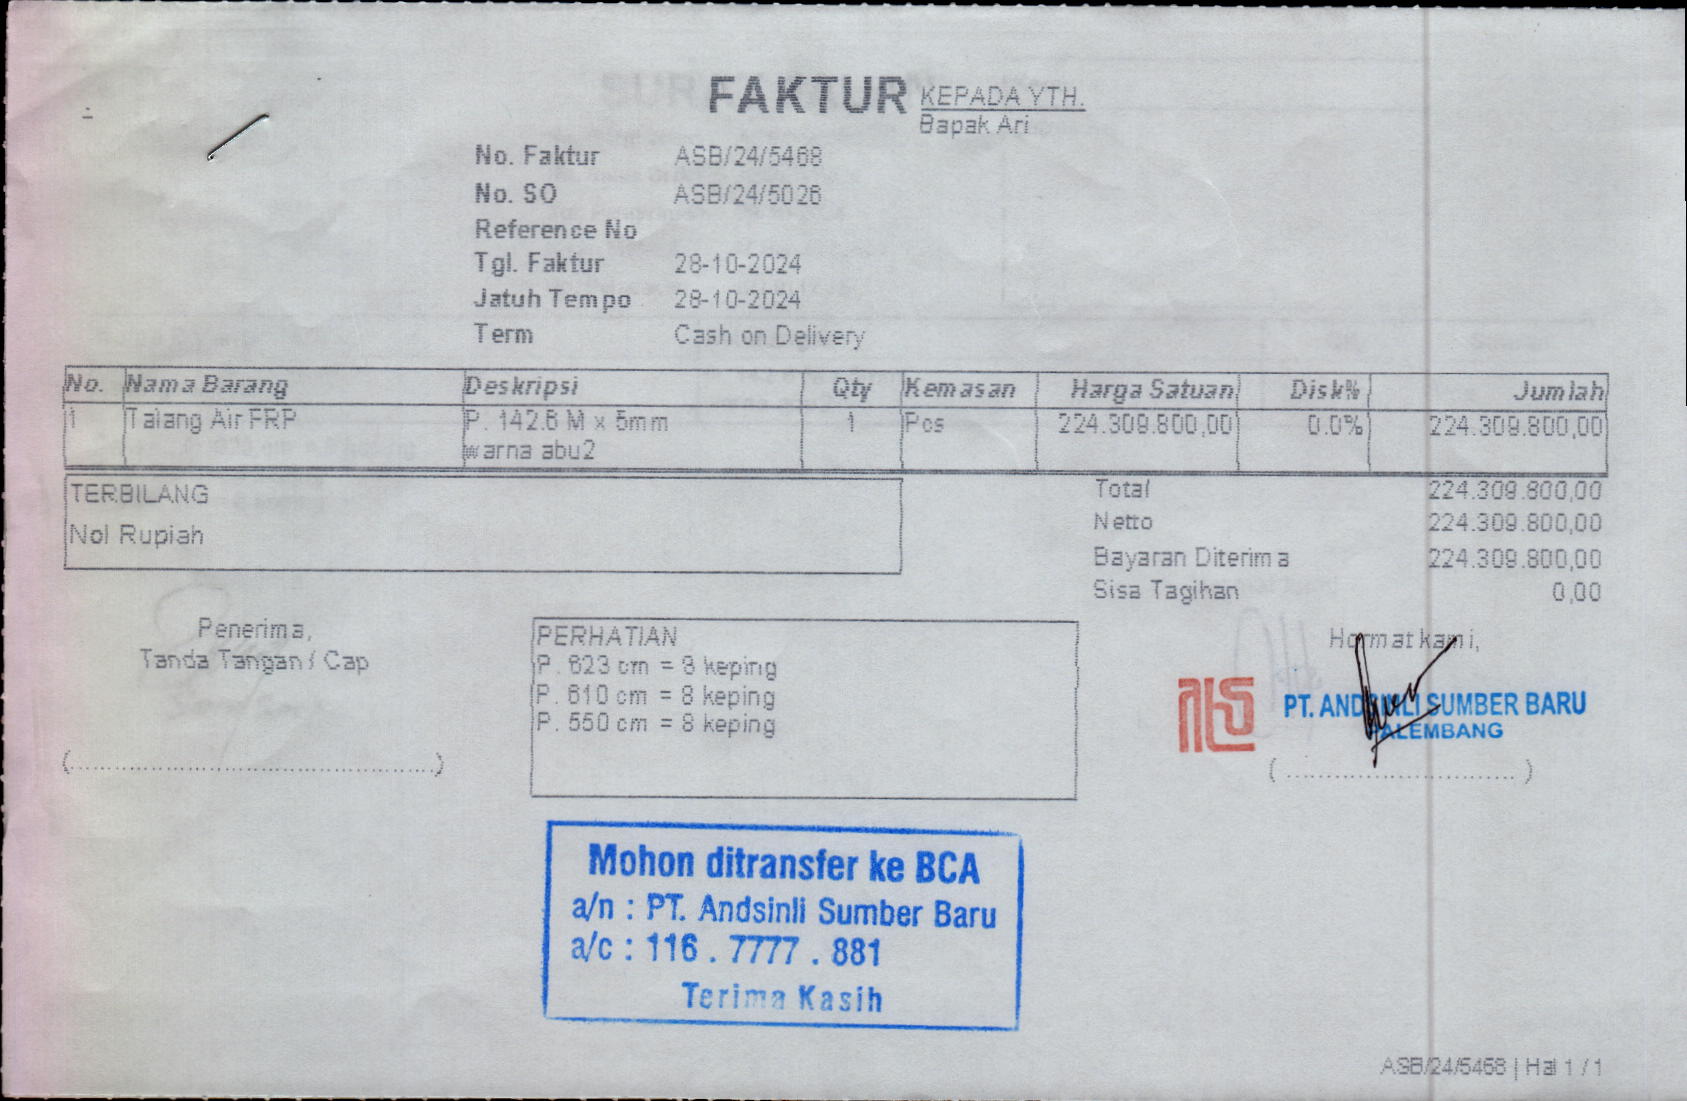 FAKTUR
KEPADA YTH.
Bapak Ari
No. Faktur ASB/24/5468
No. SO ASB/24/5026
Reference No
Tgl. Faktur 28-10-2024
Jatuh Tempo 28-10-2024
Term Cash on Delivery
No. Nama Barang Deskripsi Qty Kemasan Harga Satuan Disk% Jumlah
1 Talang Air FRP P. 142.6 M x 5mm 1 Pcs 224.309.800,00 0.0% 224.309.800,00
warna abu2
TERBILANG
Nol Rupiah
Total 224.309.800,00
Netto 224.309.800,00
Bayaran Diterima 224.309.800,00
Sisa Tagihan 0,00
Penerima,
Tanda Tangan / Cap
(..........................................)
PERHATIAN
P. 623 cm = 8 keping
P. 610 cm = 8 keping
P. 550 cm = 8 keping
Hormat kami,
PT. ANDSINLI SUMBER BARU
PALEMBANG
( ............................ )
Mohon ditransfer ke BCA
a/n : PT. Andsinli Sumber Baru
a/c : 116 . 7777 . 881
Terima Kasih
ASB/24/5468 | Hal 1 / 1